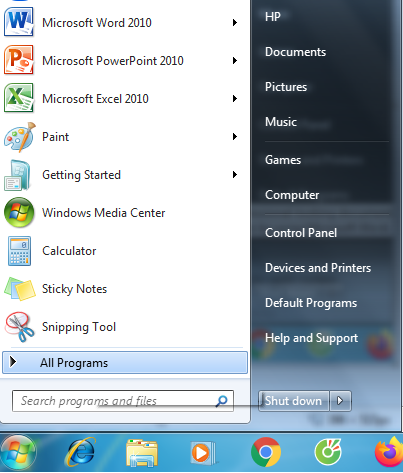 Microsoft Word 2010
Microsoft PowerPoint 2010
Microsoft Excel 2010
Paint
Getting Started
Windows Media Center
Calculator
Sticky Notes
Snipping Tool
All Programs
Search programs and files
HP
Documents
Pictures
Music
Games
Computer
Control Panel
Devices and Printers
Default Programs
Help and Support
Shut down